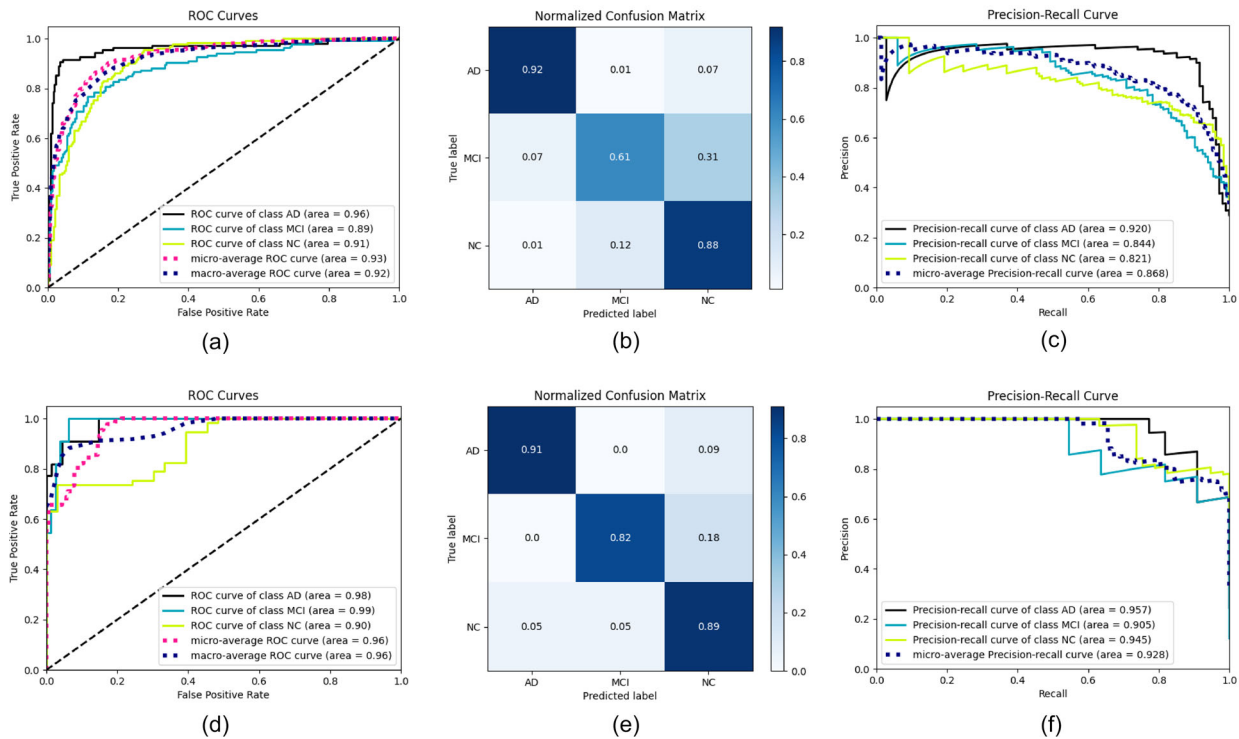 ROC Curves
True Positive Rate
1.0
0.8
0.6
0.4
0.2
0.0
ROC curve of class AD (area = 0.96)
ROC curve of class MCI (area = 0.89)
ROC curve of class NC (area = 0.91)
micro-average ROC curve (area = 0.93)
macro-average ROC curve (area = 0.92)
0.0 0.2 0.4 0.6 0.8 1.0
False Positive Rate
(a)
Normalized Confusion Matrix
True label
AD 0.92 0.01 0.07
MCI 0.07 0.61 0.31
NC 0.01 0.12 0.88
AD MCI NC
Predicted label
0.8
0.6
0.4
0.2
(b)
Precision-Recall Curve
Precision
1.0
0.8
0.6
0.4
0.2
0.0
Precision-recall curve of class AD (area = 0.920)
Precision-recall curve of class MCI (area = 0.844)
Precision-recall curve of class NC (area = 0.821)
micro-average Precision-recall curve (area = 0.868)
0.0 0.2 0.4 0.6 0.8 1.0
Recall
(c)
ROC Curves
True Positive Rate
1.0
0.8
0.6
0.4
0.2
0.0
ROC curve of class AD (area = 0.98)
ROC curve of class MCI (area = 0.99)
ROC curve of class NC (area = 0.90)
micro-average ROC curve (area = 0.96)
macro-average ROC curve (area = 0.96)
0.0 0.2 0.4 0.6 0.8 1.0
False Positive Rate
(d)
Normalized Confusion Matrix
True label
AD 0.91 0.0 0.09
MCI 0.0 0.82 0.18
NC 0.05 0.05 0.89
AD MCI NC
Predicted label
0.8
0.6
0.4
0.2
0.0
(e)
Precision-Recall Curve
Precision
1.0
0.8
0.6
0.4
0.2
0.0
Precision-recall curve of class AD (area = 0.957)
Precision-recall curve of class MCI (area = 0.905)
Precision-recall curve of class NC (area = 0.945)
micro-average Precision-recall curve (area = 0.928)
0.0 0.2 0.4 0.6 0.8 1.0
Recall
(f)